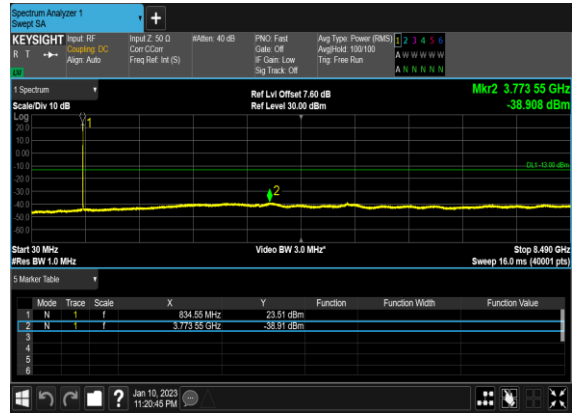 Spectrum Analyzer 1
Swept SA
+
KEYSIGHT Input: RF Input Z: 50 Ω #Atten: 40 dB PNO: Fast Avg Type: Power (RMS) 1 2 3 4 5 6
R T Coupling: DC Corr CCorr Gate: Off Avg|Hold: 100/100 A W W W W W
Align: Auto Freq Ref: Int (S) IF Gain: Low Trig: Free Run
Sig Track: Off A N N N N N
1 Spectrum
Ref Lvl Offset 7.60 dB Mkr2 3.773 55 GHz
Scale/Div 10 dB Ref Level 30.00 dBm -38.908 dBm
Log
20.0
10.0
0.00
-10.0
-20.0
-30.0
-40.0
-50.0
-60.0
1
2
DL1 -13.00 dBm
Start 30 MHz Video BW 3.0 MHz* Stop 8.490 GHz
#Res BW 1.0 MHz Sweep 16.0 ms (40001 pts)
5 Marker Table
Mode Trace Scale X Y Function Function Width Function Value
1 N 1 f 834.55 MHz 23.51 dBm
2 N 1 f 3.773 55 GHz -38.91 dBm
3
4
5
6
? Jan 10, 2023
11:20:45 PM